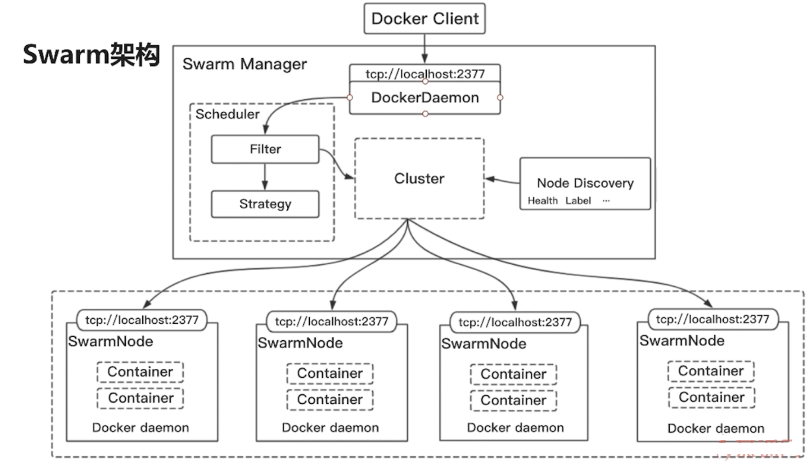 Docker Client
Swarm架构
Swarm Manager
tcp://localhost:2377
DockerDaemon
Scheduler
Filter
Strategy
Cluster
Node Discovery
Health Label ...
tcp://localhost:2377
SwarmNode
Container
Container
Docker daemon
tcp://localhost:2377
SwarmNode
Container
Container
Docker daemon
tcp://localhost:2377
SwarmNode
Container
Container
Docker daemon
tcp://localhost:2377
SwarmNode
Container
Container
Docker daemon